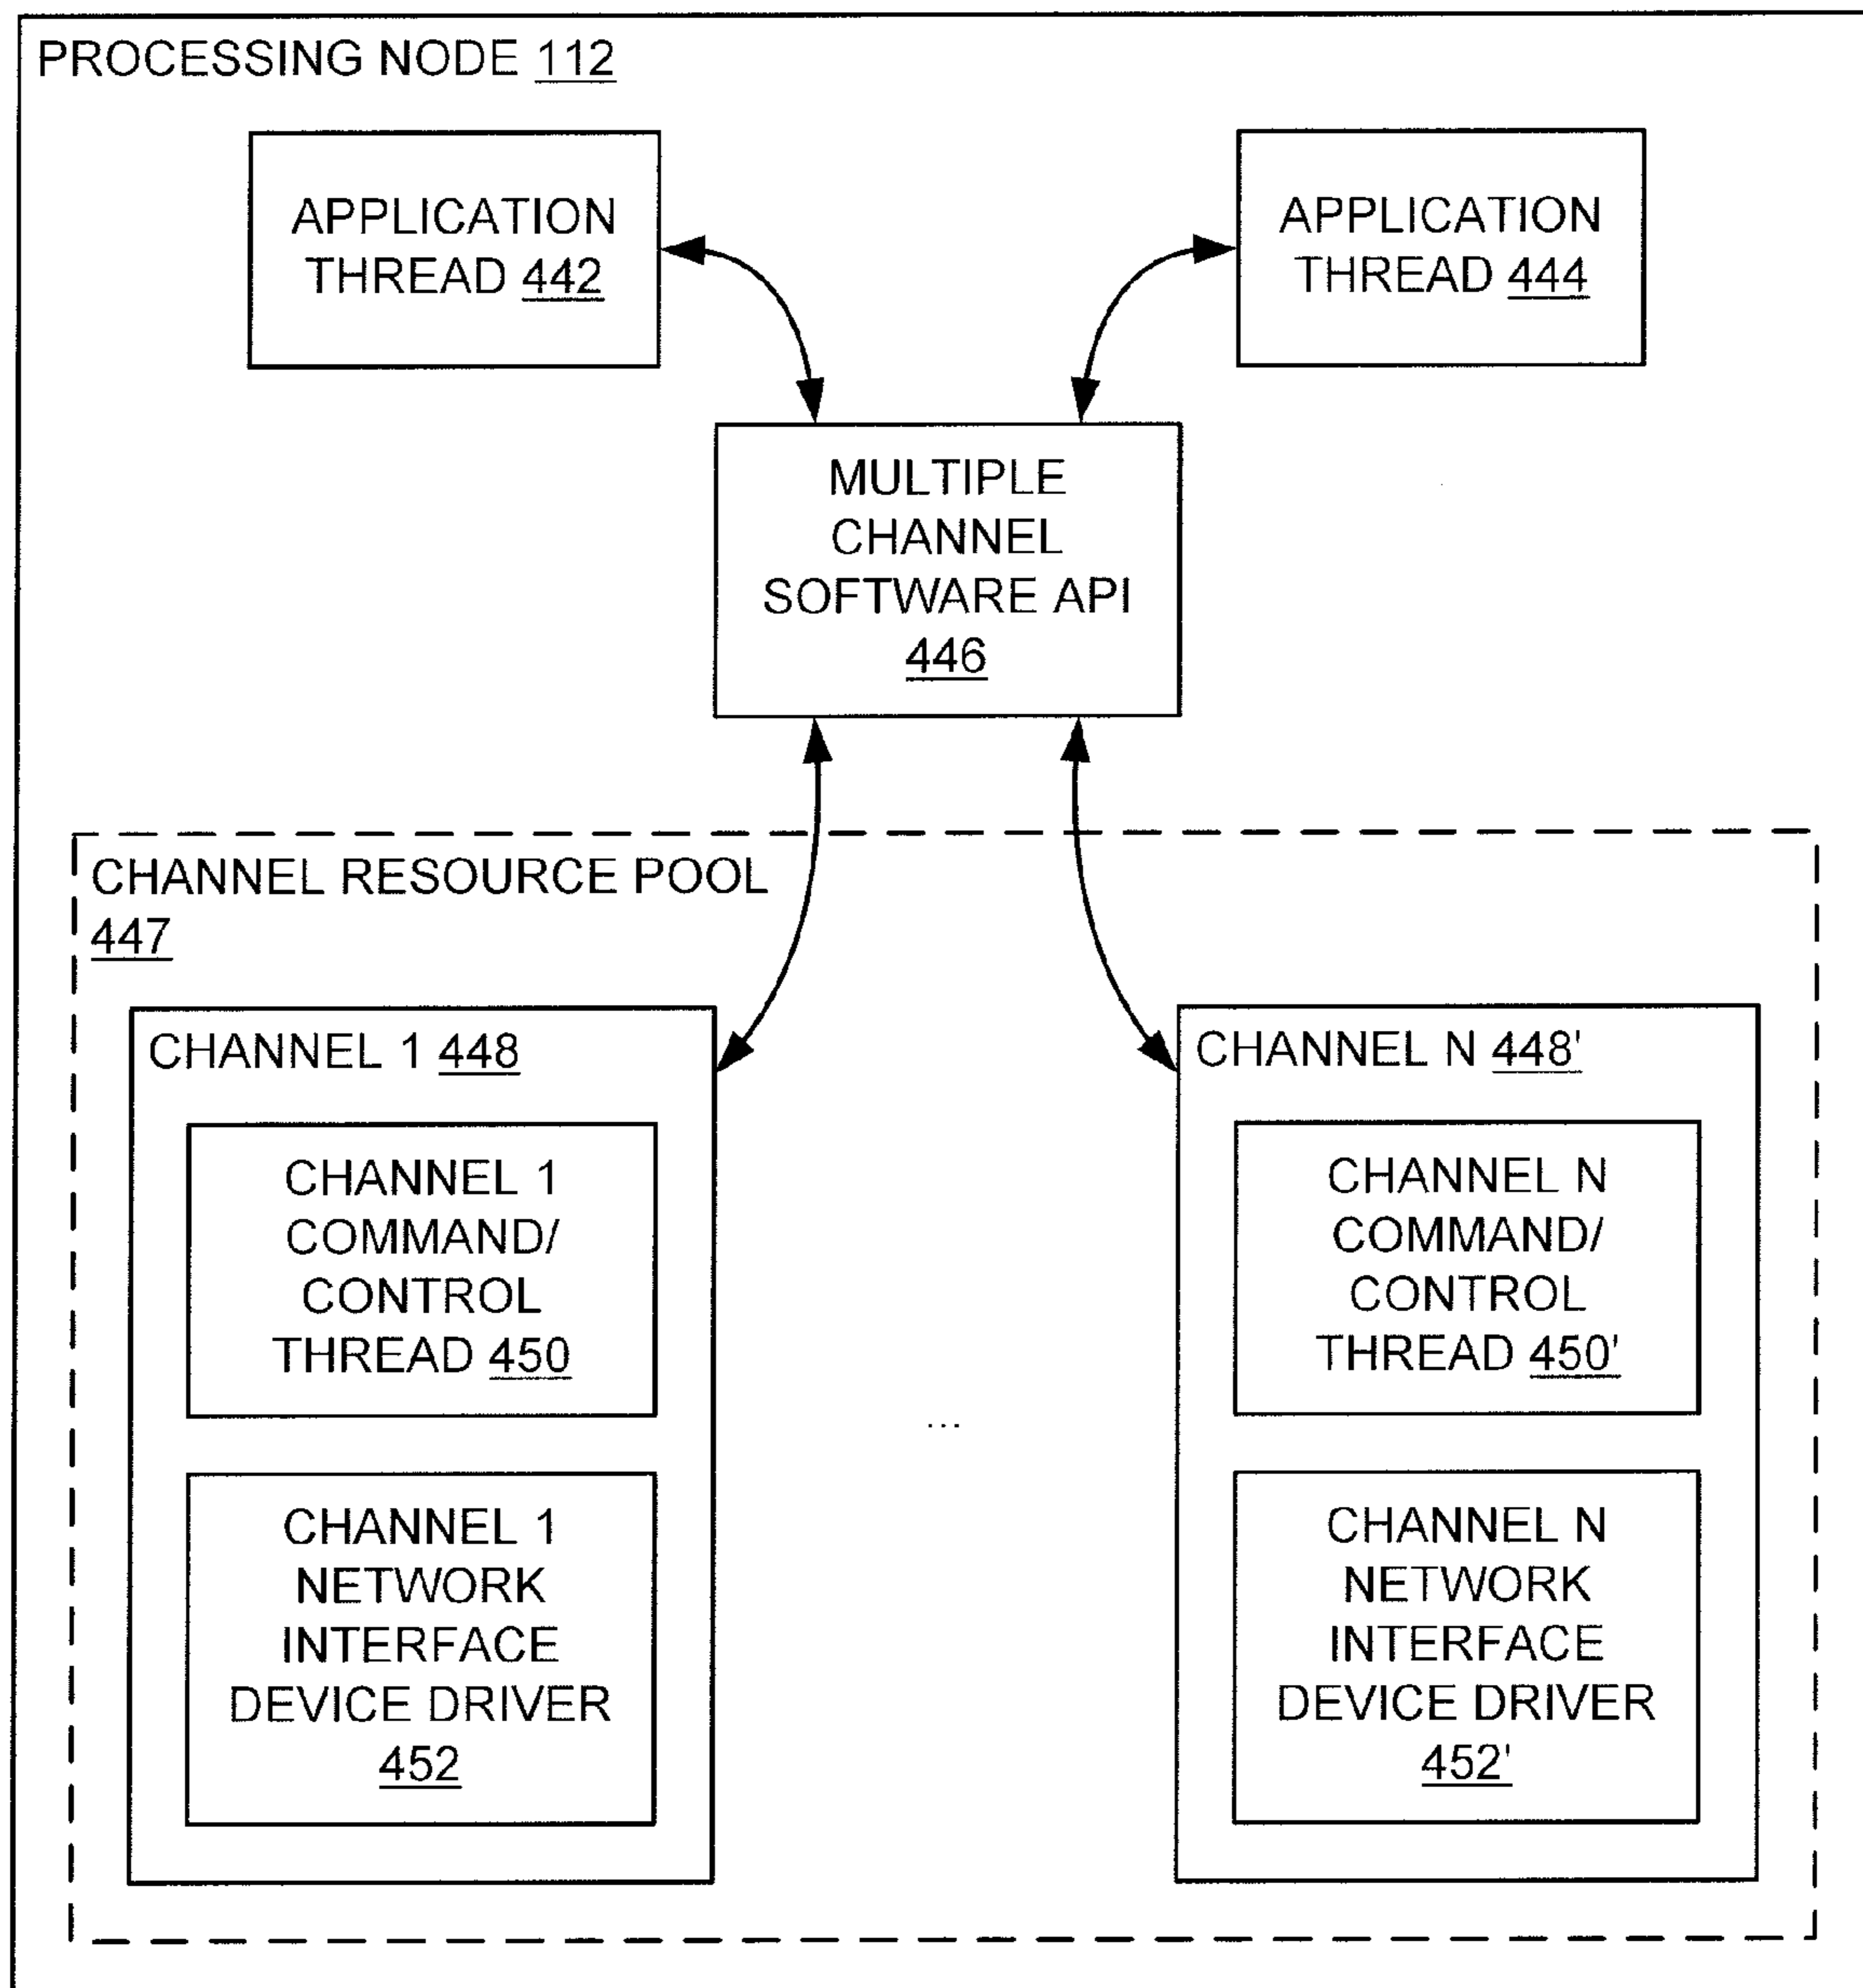 PROCESSING NODE 112
APPLICATION
THREAD 442
APPLICATION
THREAD 444
MULTIPLE
CHANNEL
SOFTWARE API
446
CHANNEL RESOURCE POOL
447
CHANNEL 1 448
CHANNEL 1
COMMAND/
CONTROL
THREAD 450
CHANNEL 1
NETWORK
INTERFACE
DEVICE DRIVER
452
...
CHANNEL N 448'
CHANNEL N
COMMAND/
CONTROL
THREAD 450'
CHANNEL N
NETWORK
INTERFACE
DEVICE DRIVER
452'